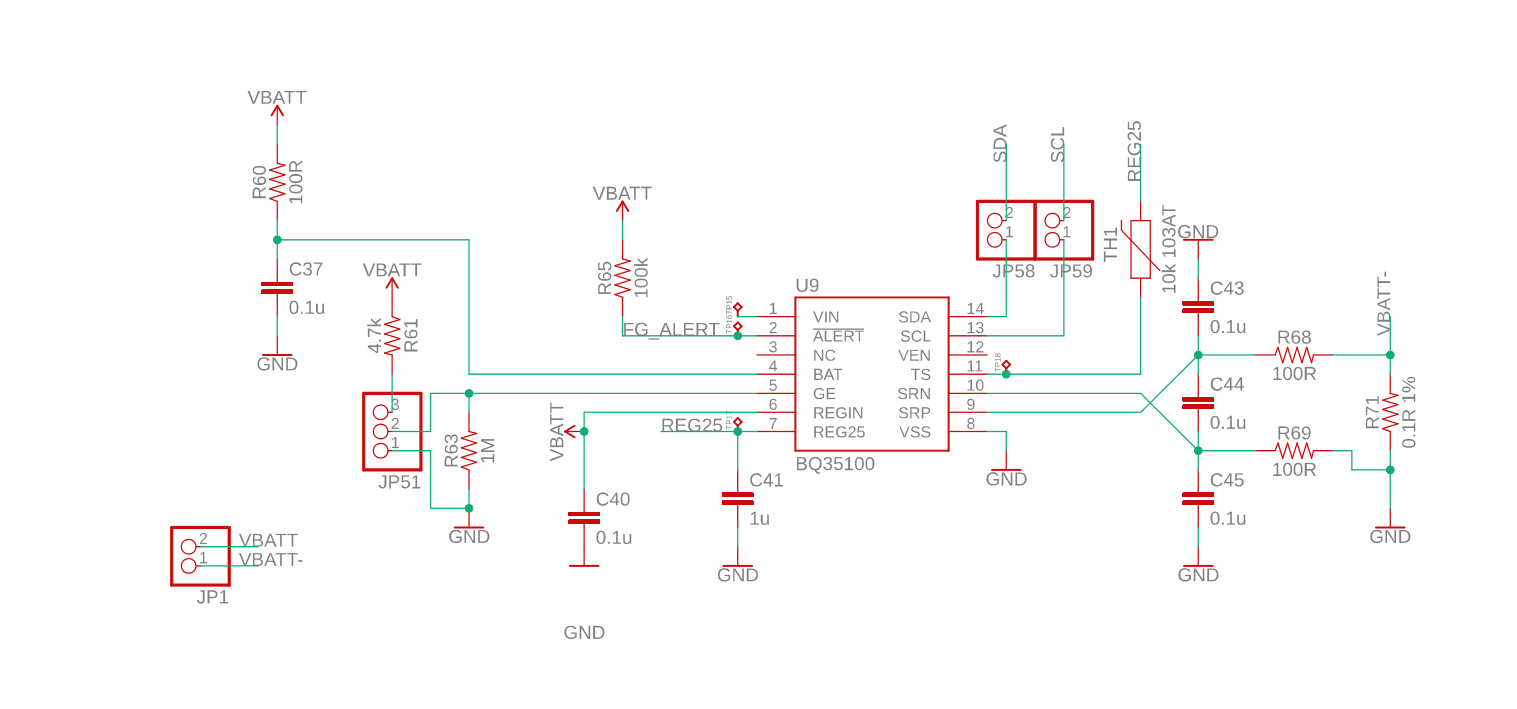 VBATT
R60
100R
C37
0.1u
GND
VBATT
4.7k
R61
3
2
1
JP51
R63
1M
GND
2
1
VBATT
VBATT-
JP1
VBATT
R65
100k
FG_ALERT
TP16
TP15
VBATT
C40
0.1u
GND
REG25
TP17
C41
1u
GND
U9
1
VIN
2
ALERT
3
NC
4
BAT
5
GE
6
REGIN
7
REG25
14
SDA
13
SCL
12
VEN
11
TS
10
SRN
9
SRP
8
VSS
BQ35100
GND
TP18
SDA
SCL
2
1
JP58
2
1
JP59
REG25
TH1
10k 103AT
GND
C43
0.1u
C44
0.1u
C45
0.1u
GND
R68
100R
R69
100R
VBATT-
R71
0.1R 1%
GND